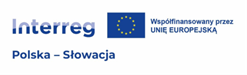 Interreg
Współfinansowany przez
UNIĘ EUROPEJSKĄ
Polska – Słowacja